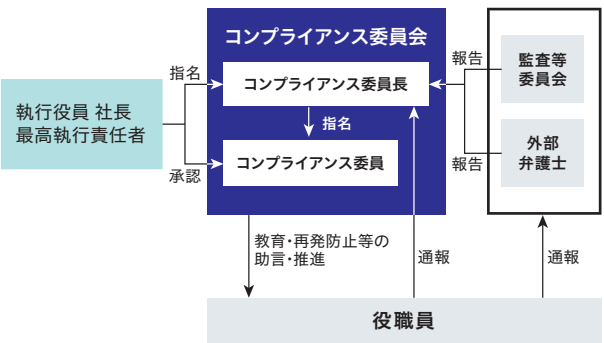 コンプライアンス委員会
コンプライアンス委員長
指名
コンプライアンス委員
指名
執行役員 社長
最高執行責任者
承認
報告
監査等
委員会
報告
外部
弁護士
教育・再発防止等の
助言・推進
通報
通報
役職員